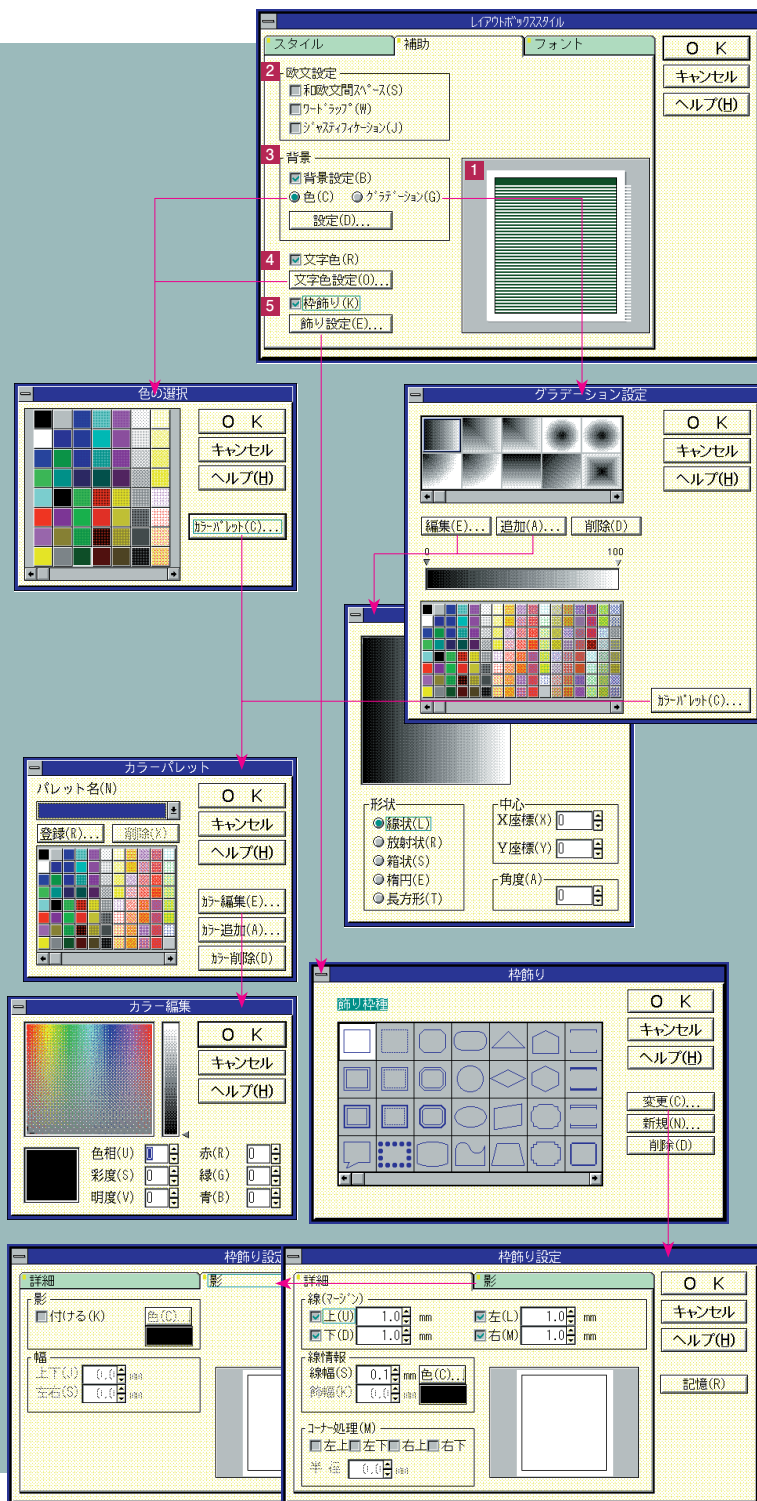 レイアウトボックススタイル
スタイル
補助
フォント
O K
キャンセル
ヘルプ(H)
2
欧文設定
和欧文間スペース(S)
ワードラップ(W)
ジャスティフィケーション(J)
3
背景
背景設定(B)
色(C)
グラデーション(G)
設定(D)...
1
4
文字色(R)
文字色設定(O)...
5
枠飾り(K)
飾り設定(E)...
色の選択
O K
キャンセル
ヘルプ(H)
カラーパレット(C)...
グラデーション設定
O K
キャンセル
ヘルプ(H)
編集(E)...
追加(A)...
削除(D)
0
100
カラーパレット(C)...
形状
線状(L)
放射状(R)
箱状(S)
楕円(E)
長方形(T)
中心
X座標(X) 0
Y座標(Y) 0
角度(A)
0
カラーパレット
パレット名(N)
登録(R)...
削除(X)
O K
キャンセル
ヘルプ(H)
カラー編集(E)...
カラー追加(A)...
カラー削除(D)
カラー編集
O K
キャンセル
ヘルプ(H)
色相(U) 0
赤(R) 0
彩度(S) 0
緑(G) 0
明度(V) 0
青(B) 0
枠飾り
飾り枠種
O K
キャンセル
ヘルプ(H)
変更(C)...
新規(N)...
削除(D)
枠飾り設定
詳細
影
影
付ける(K)
色(C)...
幅
上下(J) 0.0 mm
左右(S) 0.0 mm
枠飾り設定
詳細
影
線(マージン)
上(U) 1.0 mm
左(L) 1.0 mm
下(D) 1.0 mm
右(M) 1.0 mm
線情報
線幅(S) 0.1 mm 色(C)...
飾幅(K) 0.0 mm
コーナー処理(M)
左上 左下 右上 右下
半 径 0.0 mm
O K
キャンセル
ヘルプ(H)
記憶(R)